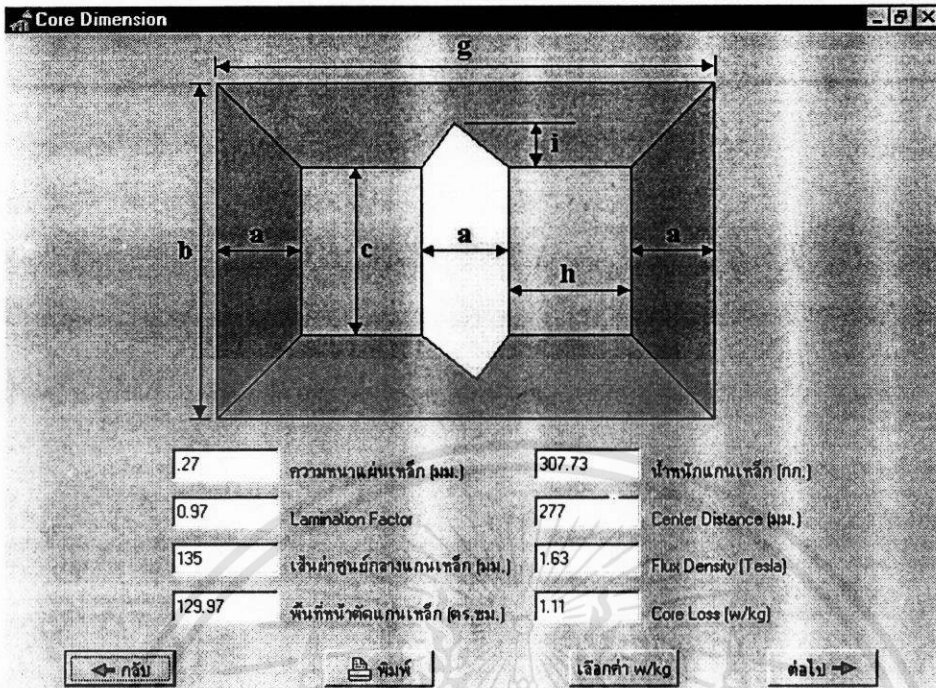 Core Dimension
g
i
b a c a a
h
.27 ความหนาแผ่นเหล็ก (มม.) 307.73 น้ำหนักแกนเหล็ก (กก.)
0.97 Lamination Factor 277 Center Distance (มม.)
135 เส้นผ่าศูนย์กลางแกนเหล็ก (มม.) 1.63 Flux Density (Tesla)
129.97 พื้นที่หน้าตัดแกนเหล็ก (ตร.ซม.) 1.11 Core Loss (w/kg)
กลับ พิมพ์ เลือกค่า w/kg ต่อไป